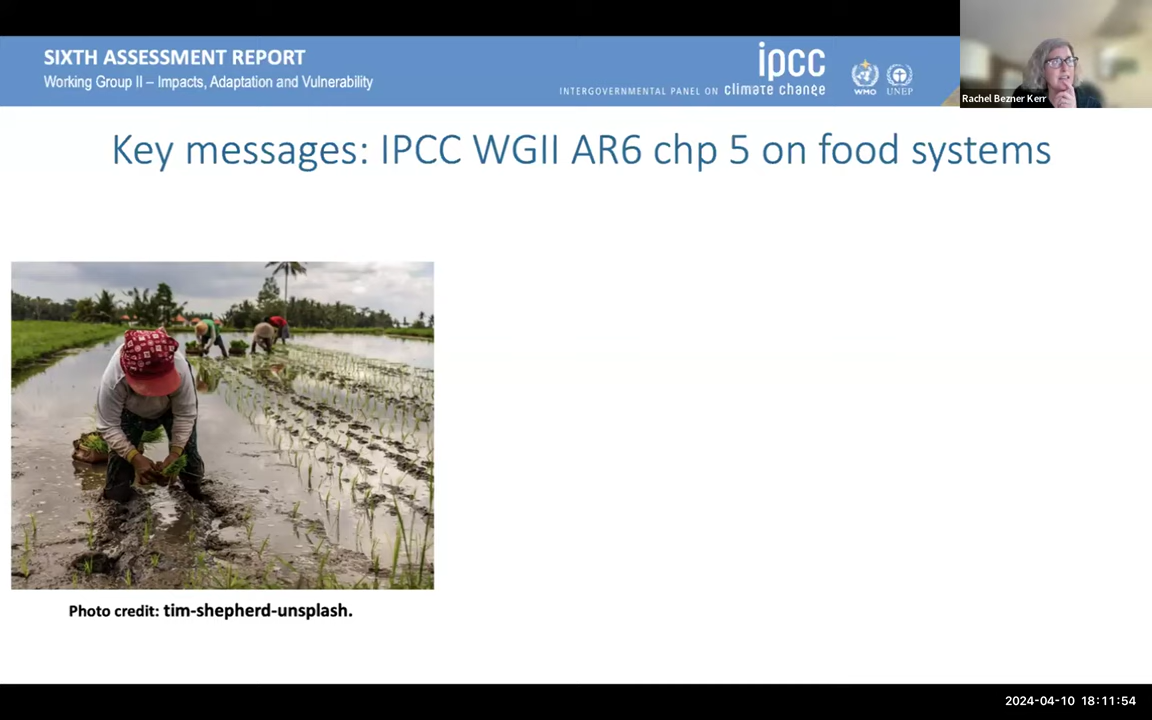 SIXTH ASSESSMENT REPORT
Working Group II – Impacts, Adaptation and Vulnerability
ipcc
INTERGOVERNMENTAL PANEL ON climate change
WMO
UNEP
Rachel Bezner Kerr
Key messages: IPCC WGII AR6 chp 5 on food systems
Photo credit: tim-shepherd-unsplash.
2024-04-10 18:11:54